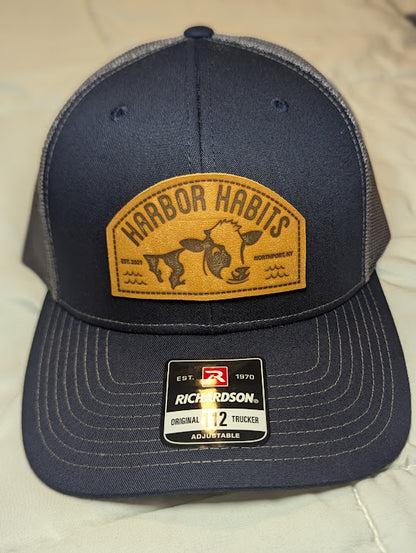 HARBOR HABITS
EST. 2021 NORTHPORT, NY
EST. R 1970
RICHARDSON®
ORIGINAL 112 TRUCKER
ADJUSTABLE